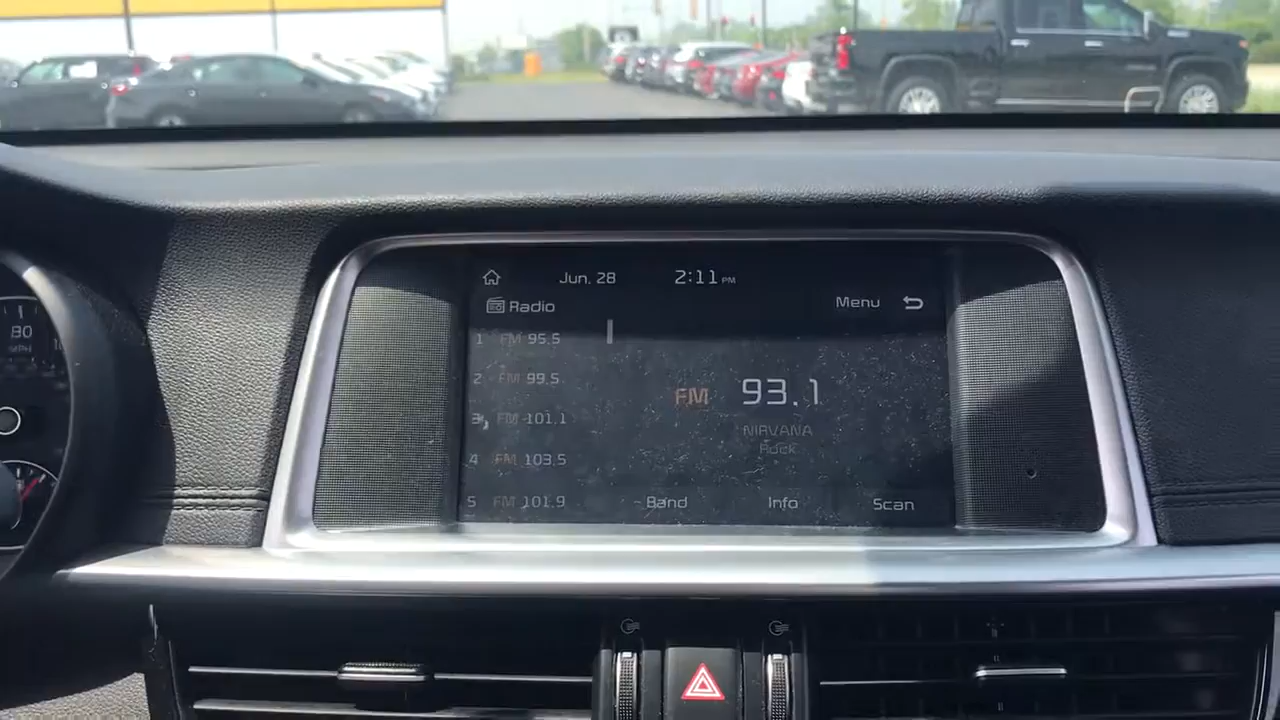 Jun. 28 2:11 PM
Radio Menu
1 FM 95.5
2 FM 99.5
3 FM 101.1
4 FM 103.5
5 FM 101.9
FM 93.1
NIRVANA
Rock
Band Info Scan
MPH